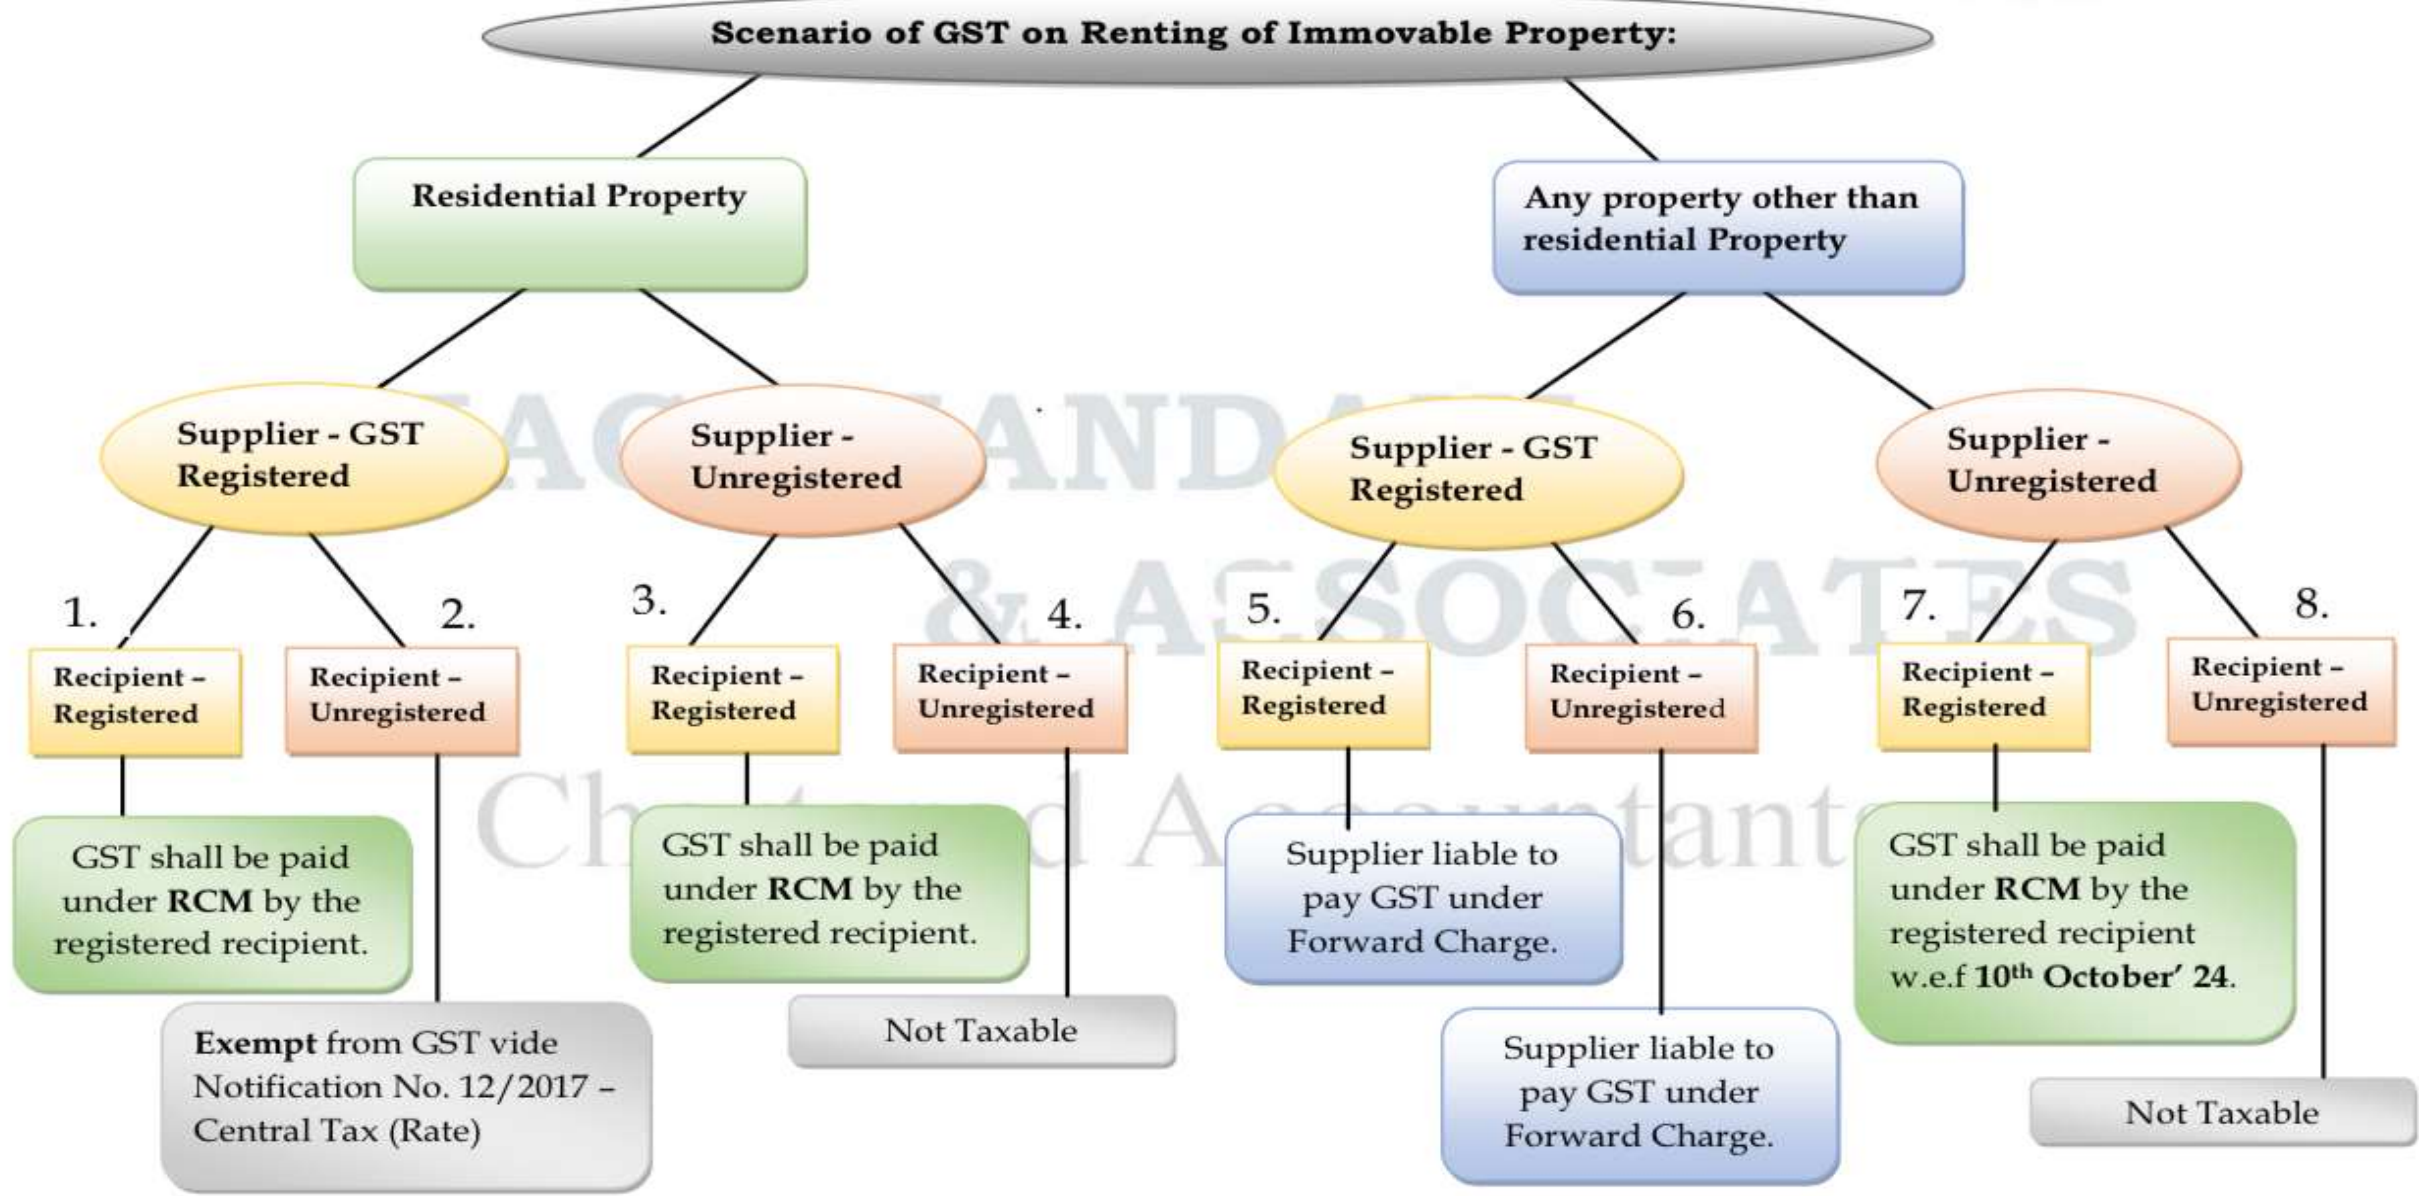 Scenario of GST on Renting of Immovable Property:
Residential Property
Any property other than
residential Property
Supplier - GST
Registered
Supplier -
Unregistered
Supplier - GST
Registered
Supplier -
Unregistered
1.
2.
3.
4.
5.
6.
7.
8.
Recipient –
Registered
Recipient –
Unregistered
Recipient –
Registered
Recipient –
Unregistered
Recipient –
Registered
Recipient –
Unregistered
Recipient –
Registered
Recipient –
Unregistered
GST shall be paid
under RCM by the
registered recipient.
GST shall be paid
under RCM by the
registered recipient.
Supplier liable to
pay GST under
Forward Charge.
GST shall be paid
under RCM by the
registered recipient
w.e.f 10th October’ 24.
Exempt from GST vide
Notification No. 12/2017 –
Central Tax (Rate)
Not Taxable
Supplier liable to
pay GST under
Forward Charge.
Not Taxable
& ASSOCIATES
Chartered Accountants